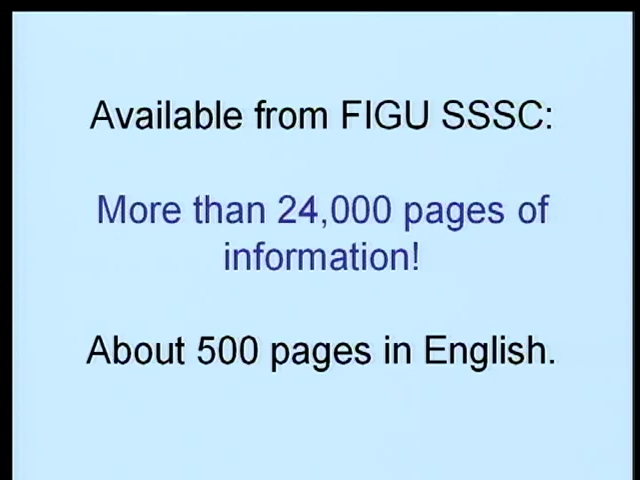 Available from FIGU SSSC:
More than 24,000 pages of
information!
About 500 pages in English.